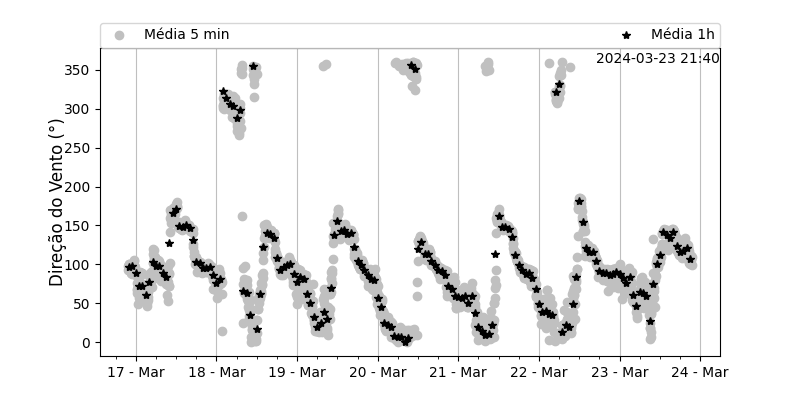 Média 5 min
Média 1h
2024-03-23 21:40
Direção do Vento (°)
350
300
250
200
150
100
50
0
17 - Mar
18 - Mar
19 - Mar
20 - Mar
21 - Mar
22 - Mar
23 - Mar
24 - Mar